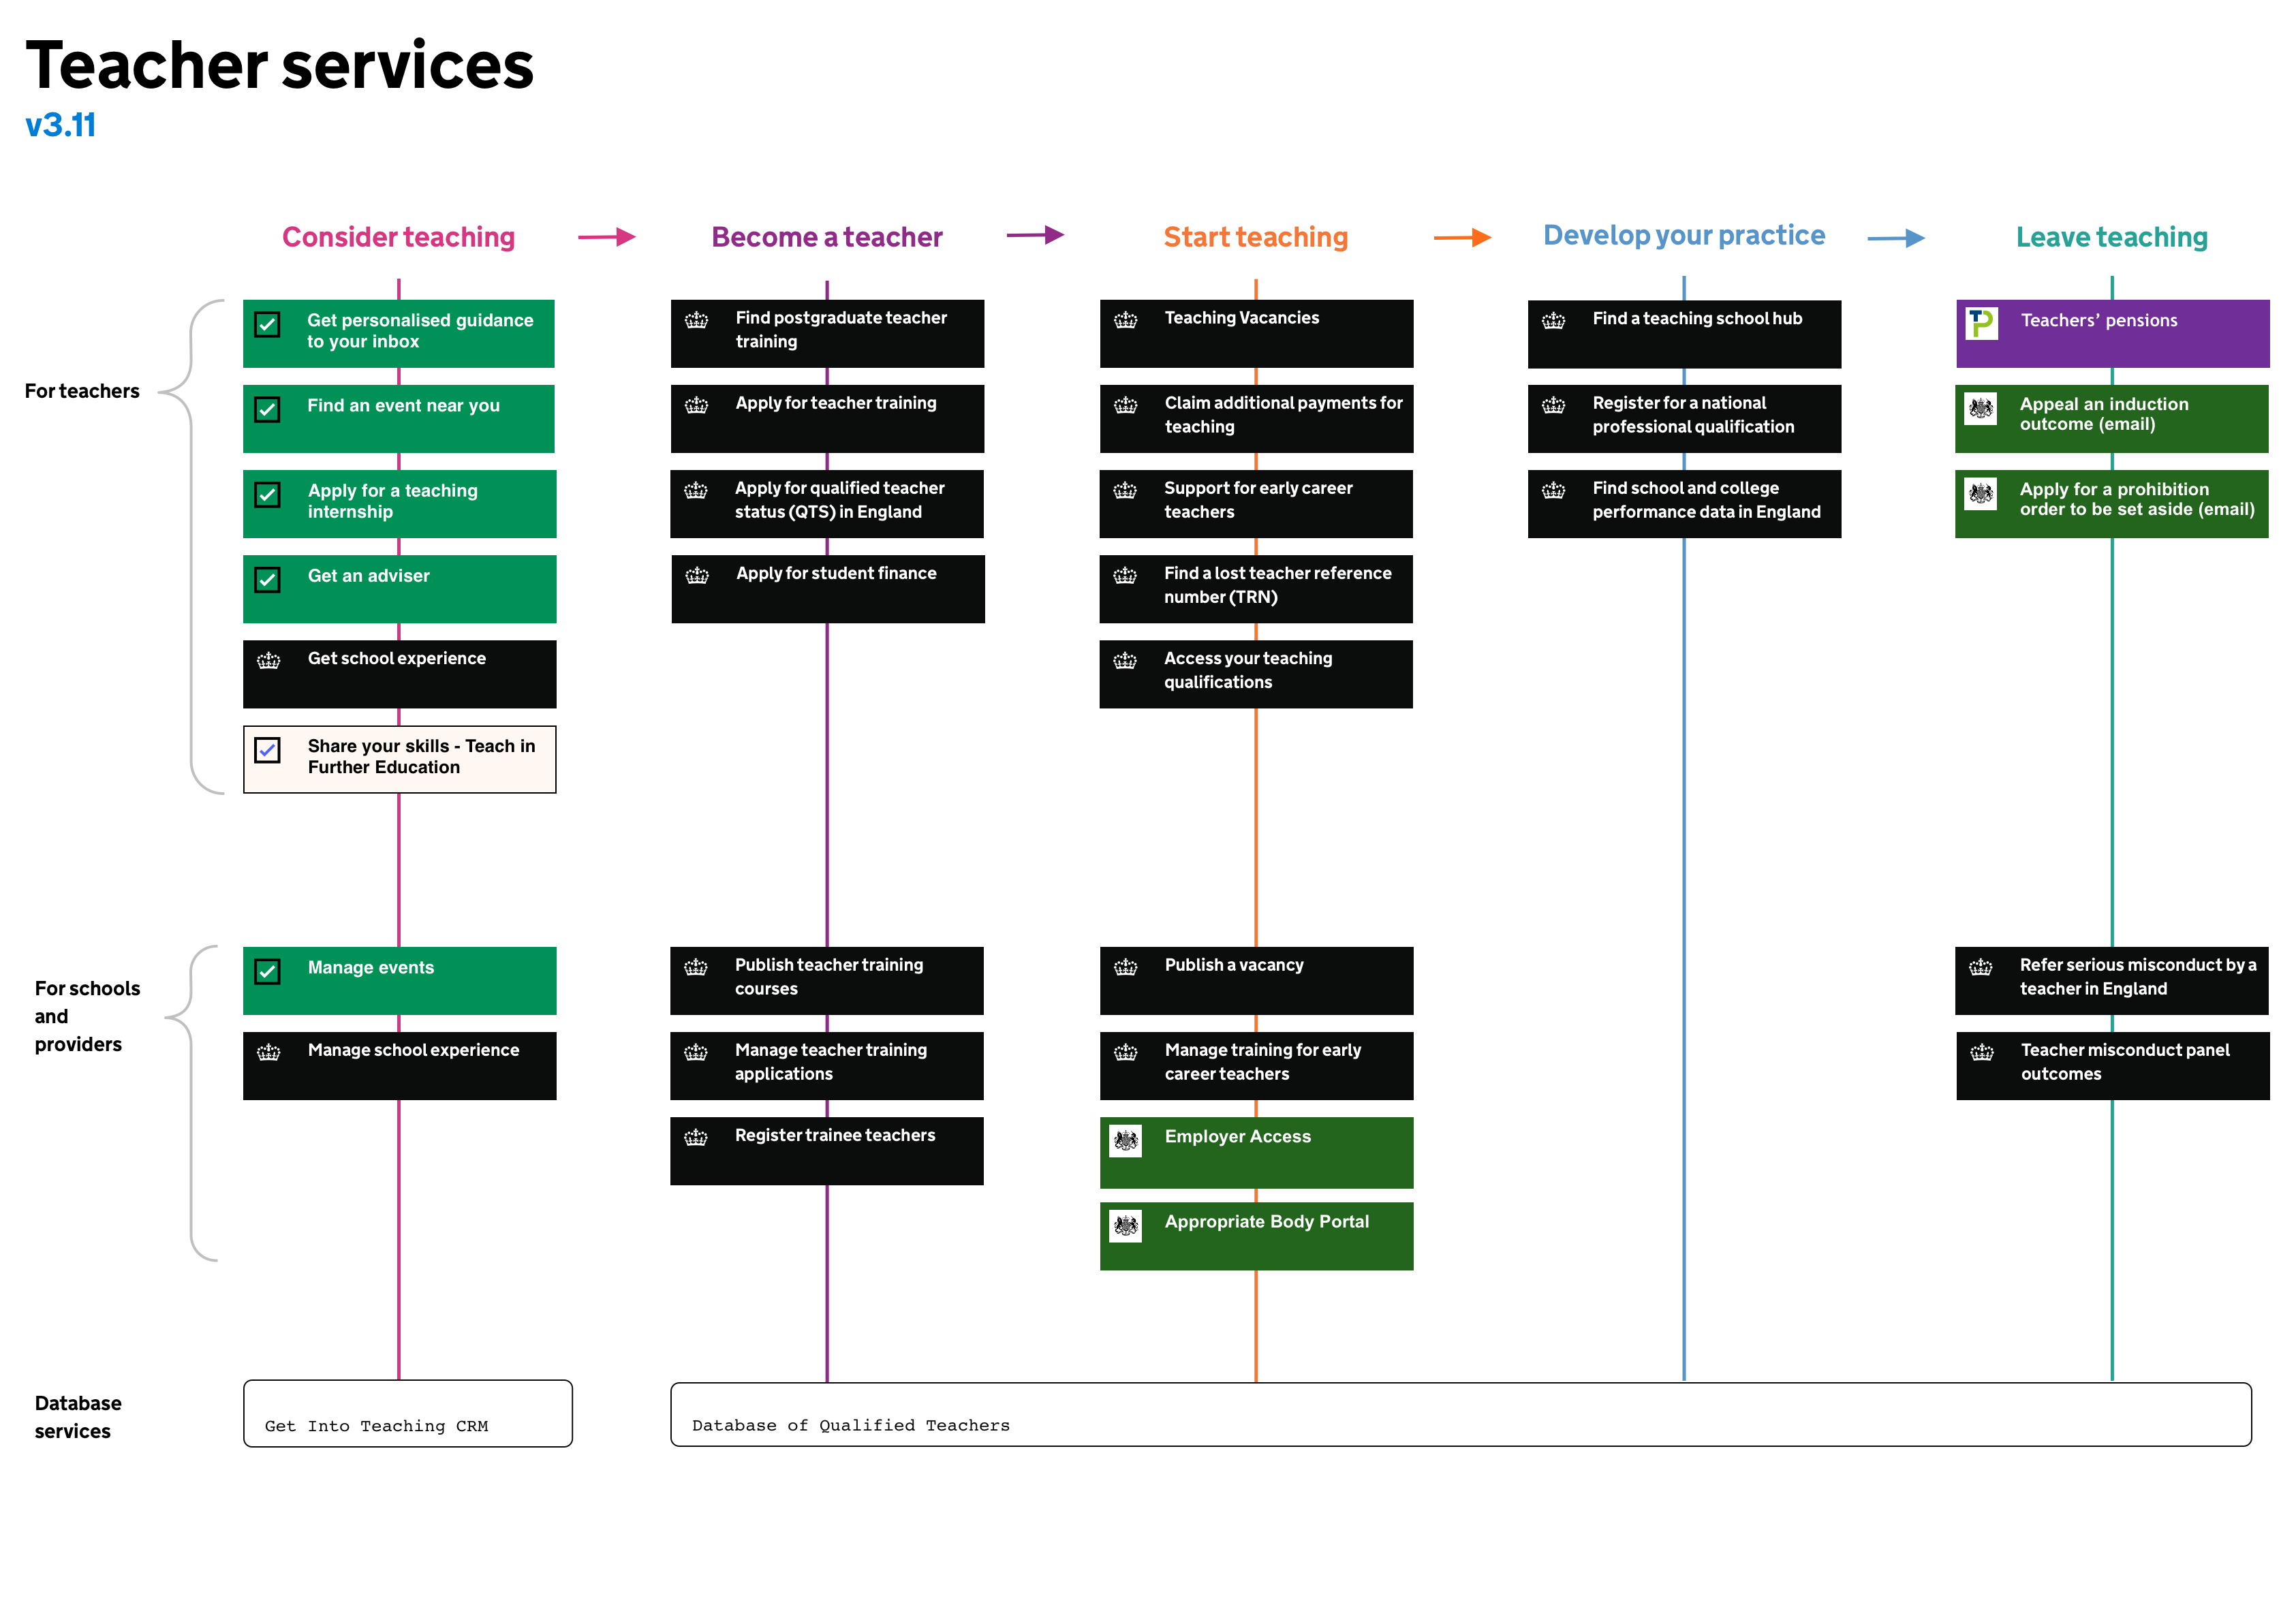 Teacher services
v3.11
Consider teaching
Become a teacher
Start teaching
Develop your practice
Leave teaching
For teachers
Get personalised guidance
to your inbox
Find an event near you
Apply for a teaching
internship
Get an adviser
Get school experience
Share your skills - Teach in
Further Education
Find postgraduate teacher
training
Apply for teacher training
Apply for qualified teacher
status (QTS) in England
Apply for student finance
Teaching Vacancies
Claim additional payments for
teaching
Support for early career
teachers
Find a lost teacher reference
number (TRN)
Access your teaching
qualifications
Find a teaching school hub
Register for a national
professional qualification
Find school and college
performance data in England
TP
Teachers’ pensions
Appeal an induction
outcome (email)
Apply for a prohibition
order to be set aside (email)
For schools
and
providers
Manage events
Manage school experience
Publish teacher training
courses
Manage teacher training
applications
Register trainee teachers
Publish a vacancy
Manage training for early
career teachers
Employer Access
Appropriate Body Portal
Refer serious misconduct by a
teacher in England
Teacher misconduct panel
outcomes
Database
services
Get Into Teaching CRM
Database of Qualified Teachers